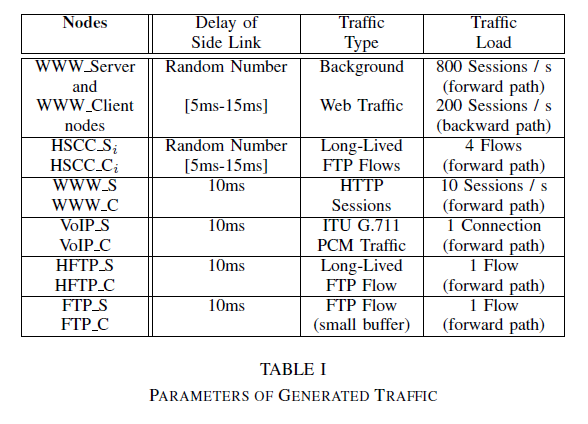 Nodes Delay of Side Link Traffic Type Traffic Load
WWW_Server Random Number Background 800 Sessions / s
and (forward path)
WWW_Client [5ms-15ms] Web Traffic 200 Sessions / s
nodes (backward path)
HSCC_Si Random Number Long-Lived 4 Flows
HSCC_Ci [5ms-15ms] FTP Flows (forward path)
WWW_S 10ms HTTP 10 Sessions / s
WWW_C Sessions (forward path)
VoIP_S 10ms ITU G.711 1 Connection
VoIP_C PCM Traffic (forward path)
HFTP_S 10ms Long-Lived 1 Flow
HFTP_C FTP Flow (forward path)
FTP_S 10ms FTP Flow 1 Flow
FTP_C (small buffer) (forward path)
TABLE I
PARAMETERS OF GENERATED TRAFFIC